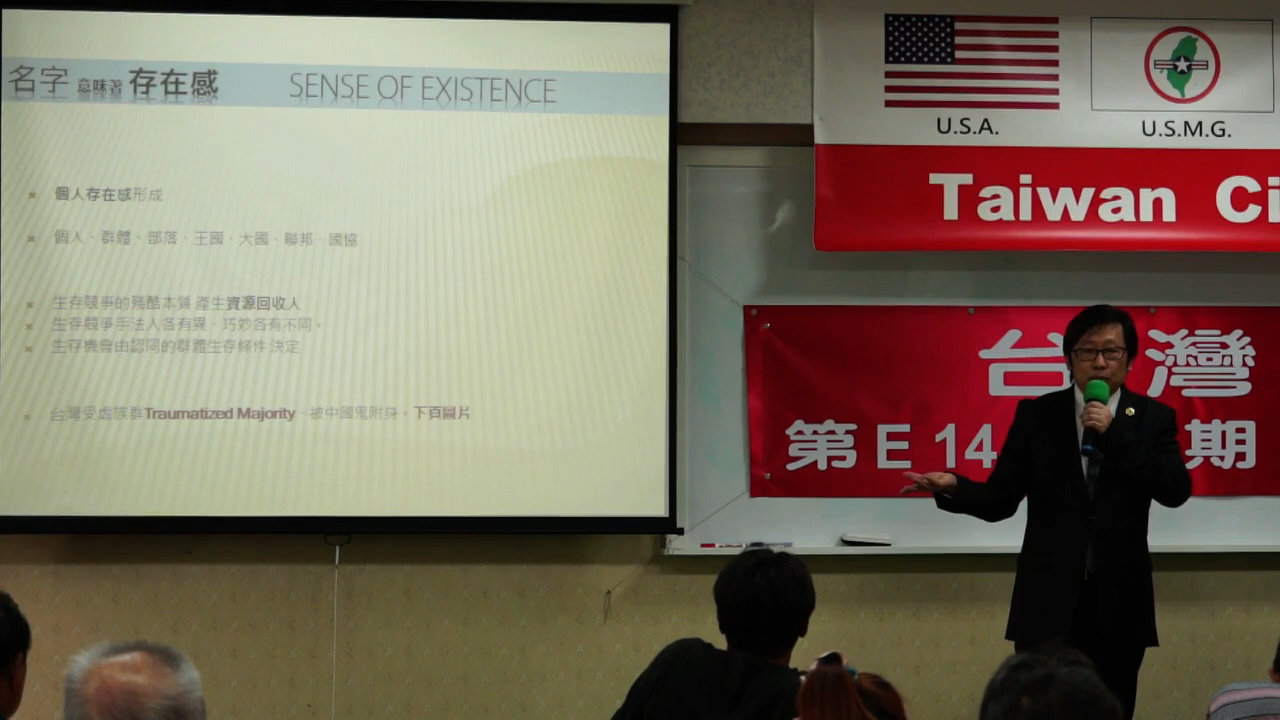 名字 意味著 存在感 SENSE OF EXISTENCE
個人存在感形成
個人、群體、部落、王國、大國、聯邦、國協
生存競爭的殘酷本質 產生資源回收人
生存競爭手法人各有異、巧妙各有不同。
生存機會由認同的群體生存條件 決定
台灣受虐族群Traumatized Majority、被中國鬼附身。下頁圖片
U.S.A.
U.S.M.G.
Taiwan Ci
台灣
第E 14 期